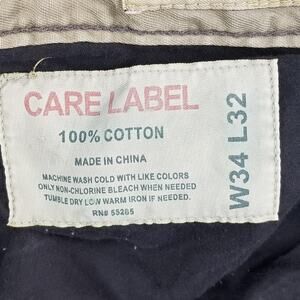 CARE LABEL
100% COTTON
MADE IN CHINA
MACHINE WASH COLD WITH LIKE COLORS
ONLY NON-CHLORINE BLEACH WHEN NEEDED
TUMBLE DRY LOW WARM IRON IF NEEDED.
RN# 55285
W34 L32